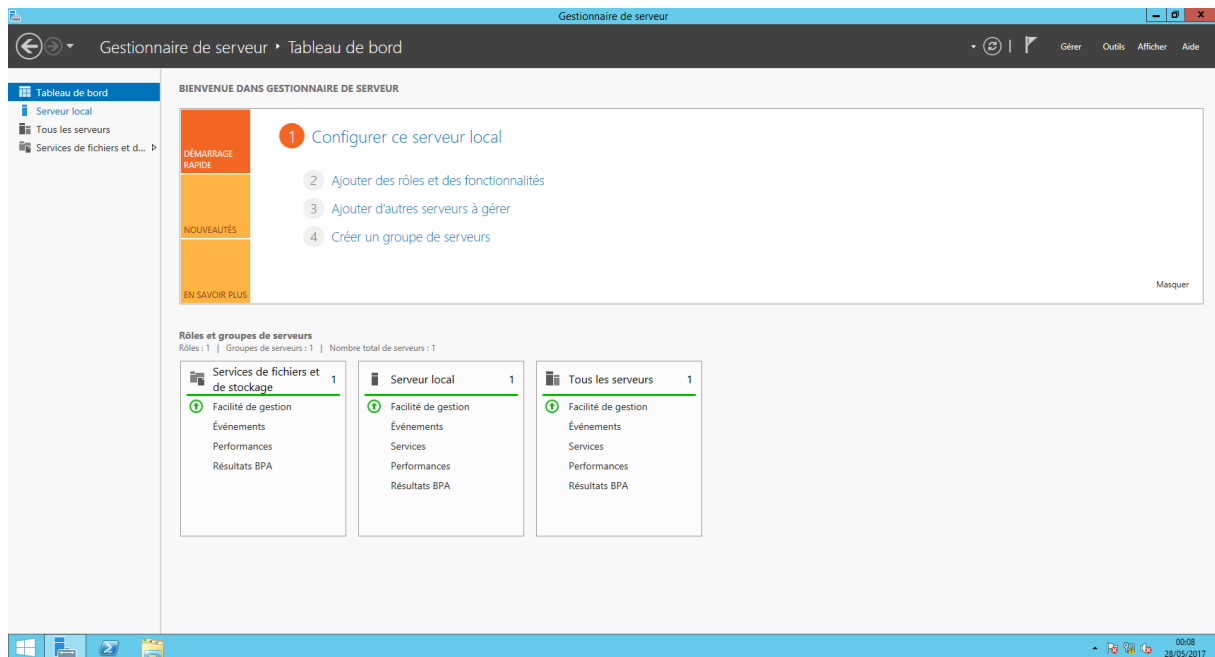 Gestionnaire de serveur
Gestionnaire de serveur ‣ Tableau de bord
Gérer Outils Afficher Aide
Tableau de bord
Serveur local
Tous les serveurs
Services de fichiers et d...
BIENVENUE DANS GESTIONNAIRE DE SERVEUR
DÉMARRAGE
RAPIDE
NOUVEAUTÉS
EN SAVOIR PLUS
1 Configurer ce serveur local
2 Ajouter des rôles et des fonctionnalités
3 Ajouter d'autres serveurs à gérer
4 Créer un groupe de serveurs
Masquer
Rôles et groupes de serveurs
Rôles : 1 | Groupes de serveurs : 1 | Nombre total de serveurs : 1
Services de fichiers et
de stockage
1
Facilité de gestion
Événements
Performances
Résultats BPA
Serveur local 1
Facilité de gestion
Événements
Services
Performances
Résultats BPA
Tous les serveurs 1
Facilité de gestion
Événements
Services
Performances
Résultats BPA
00:08
28/05/2017